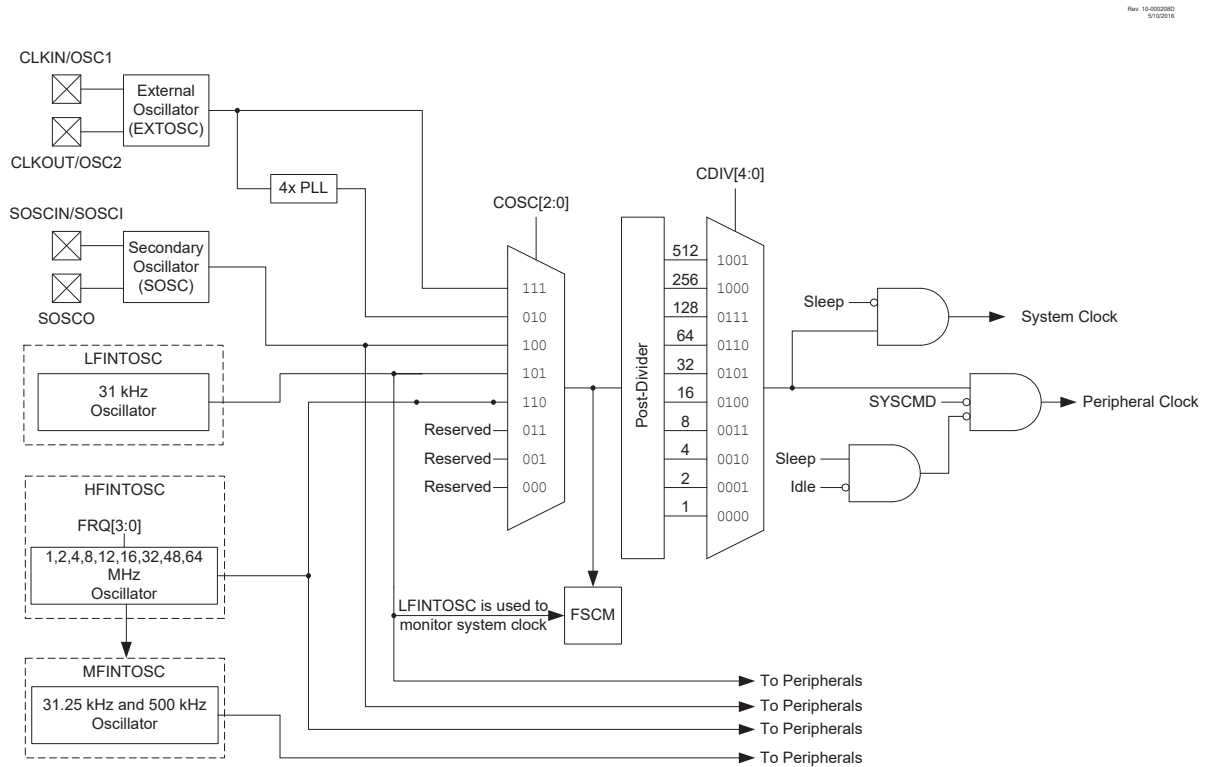 Rev. 10-000208D
5/10/2016
CLKIN/OSC1
External
Oscillator
(EXTOSC)
CLKOUT/OSC2
4x PLL
SOSCIN/SOSCI
Secondary
Oscillator
(SOSC)
SOSCO
LFINTOSC
31 kHz
Oscillator
HFINTOSC
FRQ[3:0]
1,2,4,8,12,16,32,48,64
MHz
Oscillator
MFINTOSC
31.25 kHz and 500 kHz
Oscillator
COSC[2:0]
111
010
100
101
110
Reserved 011
Reserved 001
Reserved 000
LFINTOSC is used to
monitor system clock
FSCM
Post-Divider
CDIV[4:0]
512 1001
256 1000
128 0111
64 0110
32 0101
16 0100
8 0011
4 0010
2 0001
1 0000
Sleep
System Clock
SYSCMD
Peripheral Clock
Sleep
Idle
To Peripherals
To Peripherals
To Peripherals
To Peripherals